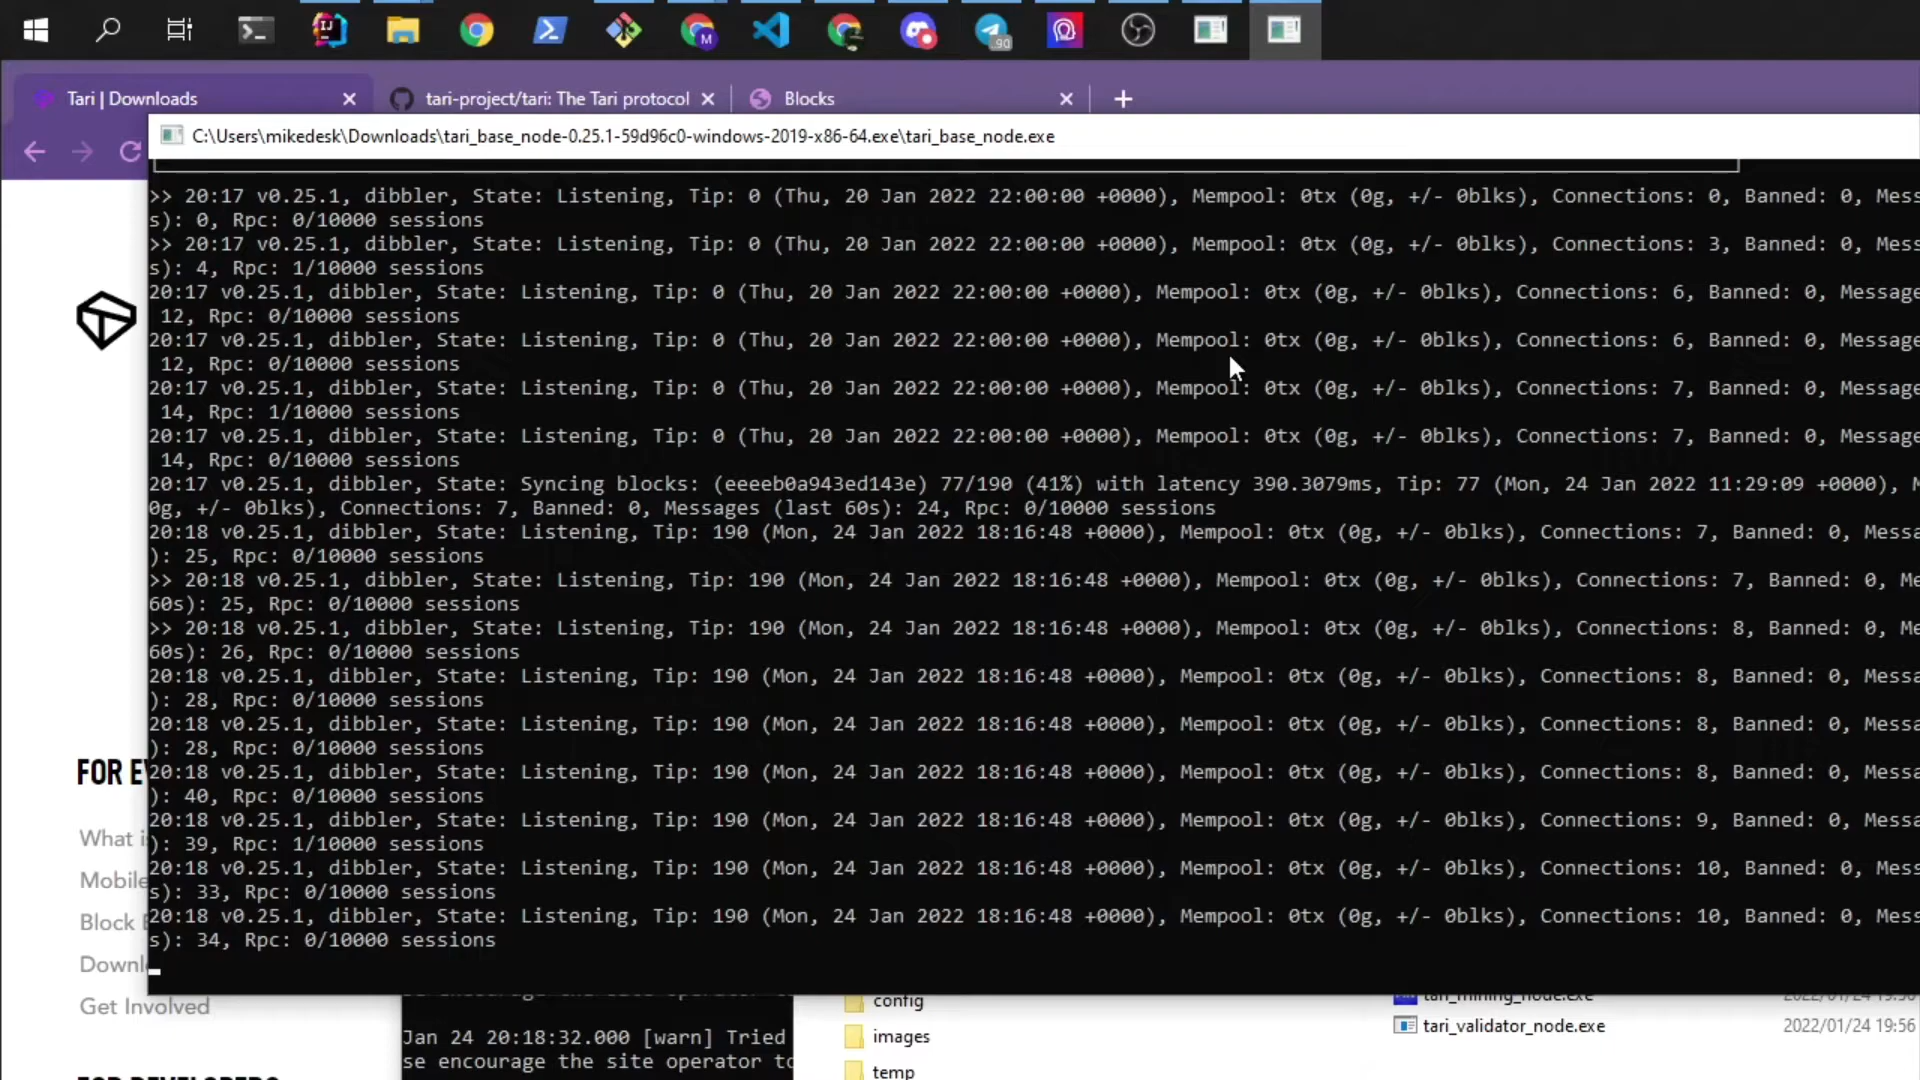 90
M
Tari | Downloads
tari-project/tari: The Tari protocol
Blocks
C:\Users\mikedesk\Downloads\tari_base_node-0.25.1-59d96c0-windows-2019-x86-64.exe\tari_base_node.exe
>> 20:17 v0.25.1, dibbler, State: Listening, Tip: 0 (Thu, 20 Jan 2022 22:00:00 +0000), Mempool: 0tx (0g, +/- 0blks), Connections: 0, Banned: 0, Mess
s): 0, Rpc: 0/10000 sessions
>> 20:17 v0.25.1, dibbler, State: Listening, Tip: 0 (Thu, 20 Jan 2022 22:00:00 +0000), Mempool: 0tx (0g, +/- 0blks), Connections: 3, Banned: 0, Mess
s): 4, Rpc: 1/10000 sessions
20:17 v0.25.1, dibbler, State: Listening, Tip: 0 (Thu, 20 Jan 2022 22:00:00 +0000), Mempool: 0tx (0g, +/- 0blks), Connections: 6, Banned: 0, Message
12, Rpc: 0/10000 sessions
20:17 v0.25.1, dibbler, State: Listening, Tip: 0 (Thu, 20 Jan 2022 22:00:00 +0000), Mempool: 0tx (0g, +/- 0blks), Connections: 6, Banned: 0, Message
12, Rpc: 0/10000 sessions
20:17 v0.25.1, dibbler, State: Listening, Tip: 0 (Thu, 20 Jan 2022 22:00:00 +0000), Mempool: 0tx (0g, +/- 0blks), Connections: 7, Banned: 0, Message
14, Rpc: 1/10000 sessions
20:17 v0.25.1, dibbler, State: Listening, Tip: 0 (Thu, 20 Jan 2022 22:00:00 +0000), Mempool: 0tx (0g, +/- 0blks), Connections: 7, Banned: 0, Message
14, Rpc: 0/10000 sessions
20:17 v0.25.1, dibbler, State: Syncing blocks: (eeeeb0a943ed143e) 77/190 (41%) with latency 390.3079ms, Tip: 77 (Mon, 24 Jan 2022 11:29:09 +0000), M
0g, +/- 0blks), Connections: 7, Banned: 0, Messages (last 60s): 24, Rpc: 0/10000 sessions
20:18 v0.25.1, dibbler, State: Listening, Tip: 190 (Mon, 24 Jan 2022 18:16:48 +0000), Mempool: 0tx (0g, +/- 0blks), Connections: 7, Banned: 0, Messa
): 25, Rpc: 0/10000 sessions
>> 20:18 v0.25.1, dibbler, State: Listening, Tip: 190 (Mon, 24 Jan 2022 18:16:48 +0000), Mempool: 0tx (0g, +/- 0blks), Connections: 7, Banned: 0, Me
60s): 25, Rpc: 0/10000 sessions
>> 20:18 v0.25.1, dibbler, State: Listening, Tip: 190 (Mon, 24 Jan 2022 18:16:48 +0000), Mempool: 0tx (0g, +/- 0blks), Connections: 8, Banned: 0, Me
60s): 26, Rpc: 0/10000 sessions
20:18 v0.25.1, dibbler, State: Listening, Tip: 190 (Mon, 24 Jan 2022 18:16:48 +0000), Mempool: 0tx (0g, +/- 0blks), Connections: 8, Banned: 0, Messa
): 28, Rpc: 0/10000 sessions
20:18 v0.25.1, dibbler, State: Listening, Tip: 190 (Mon, 24 Jan 2022 18:16:48 +0000), Mempool: 0tx (0g, +/- 0blks), Connections: 8, Banned: 0, Messa
): 28, Rpc: 0/10000 sessions
20:18 v0.25.1, dibbler, State: Listening, Tip: 190 (Mon, 24 Jan 2022 18:16:48 +0000), Mempool: 0tx (0g, +/- 0blks), Connections: 8, Banned: 0, Messa
): 40, Rpc: 0/10000 sessions
20:18 v0.25.1, dibbler, State: Listening, Tip: 190 (Mon, 24 Jan 2022 18:16:48 +0000), Mempool: 0tx (0g, +/- 0blks), Connections: 9, Banned: 0, Messa
): 39, Rpc: 1/10000 sessions
20:18 v0.25.1, dibbler, State: Listening, Tip: 190 (Mon, 24 Jan 2022 18:16:48 +0000), Mempool: 0tx (0g, +/- 0blks), Connections: 10, Banned: 0, Mess
s): 33, Rpc: 0/10000 sessions
20:18 v0.25.1, dibbler, State: Listening, Tip: 190 (Mon, 24 Jan 2022 18:16:48 +0000), Mempool: 0tx (0g, +/- 0blks), Connections: 10, Banned: 0, Mess
s): 34, Rpc: 0/10000 sessions
FOR E
What i
Mobile
Block
Downl
Get Involved
FOR DEVELOPERS
Jan 24 20:18:32.000 [warn] Tried
se encourage the site operator to
config
images
temp
tari_mining_node.exe
tari_validator_node.exe
2022/01/24 19:56